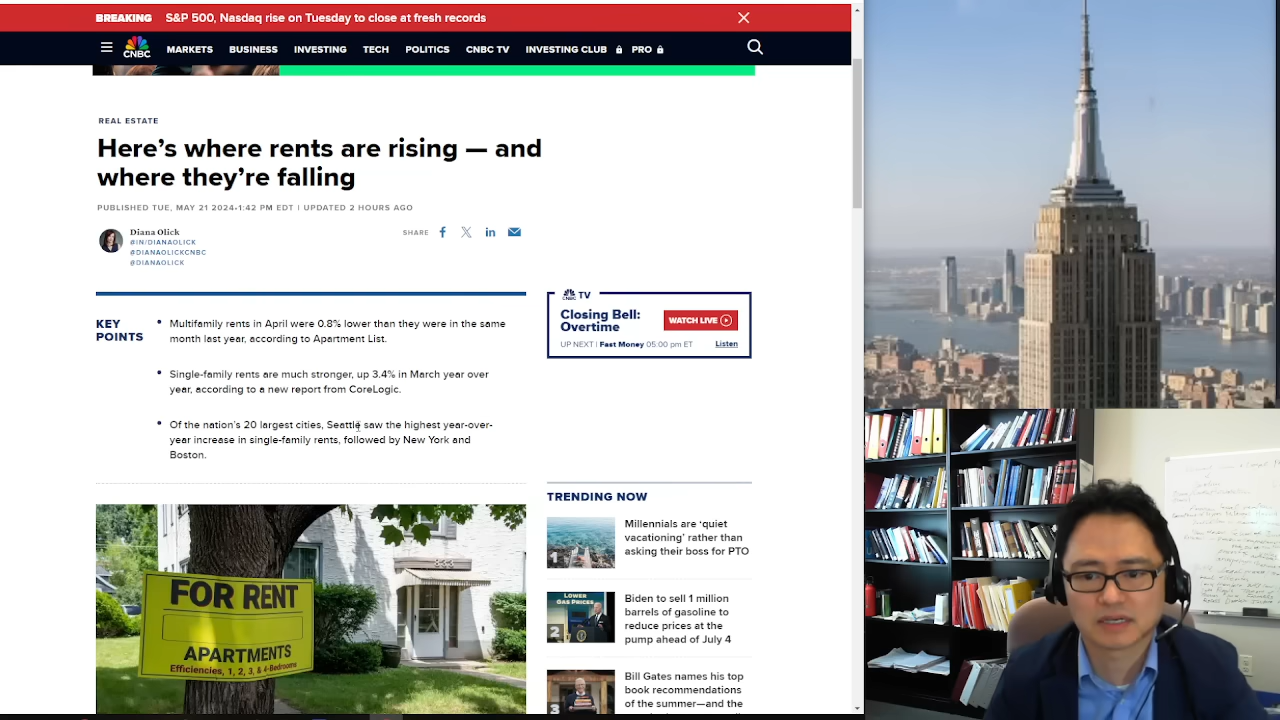 BREAKING S&P 500, Nasdaq rise on Tuesday to close at fresh records
CNBC MARKETS BUSINESS INVESTING TECH POLITICS CNBC TV INVESTING CLUB PRO
REAL ESTATE
Here's where rents are rising — and
where they're falling
PUBLISHED TUE, MAY 21 2024•1:42 PM EDT | UPDATED 2 HOURS AGO
Diana Olick
@IN/DIANAOLICK
@DIANAOLICKCNBC
@DIANAOLICK
SHARE
KEY
POINTS
Multifamily rents in April were 0.8% lower than they were in the same
month last year, according to Apartment List.
Single-family rents are much stronger, up 3.4% in March year over
year, according to a new report from CoreLogic.
Of the nation's 20 largest cities, Seattle saw the highest year-over-
year increase in single-family rents, followed by New York and
Boston.
CNBC TV
Closing Bell:
Overtime
WATCH LIVE
UP NEXT | Fast Money 05:00 pm ET
Listen
TRENDING NOW
1
Millennials are ‘quiet
vacationing’ rather than
asking their boss for PTO
LOWER
GAS PRICES
2
Biden to sell 1 million
barrels of gasoline to
reduce prices at the
pump ahead of July 4
3
Bill Gates names his top
book recommendations
of the summer—and the
333
FOR RENT
APARTMENTS
Efficiencies, 1, 2, 3, & 4-Bedrooms